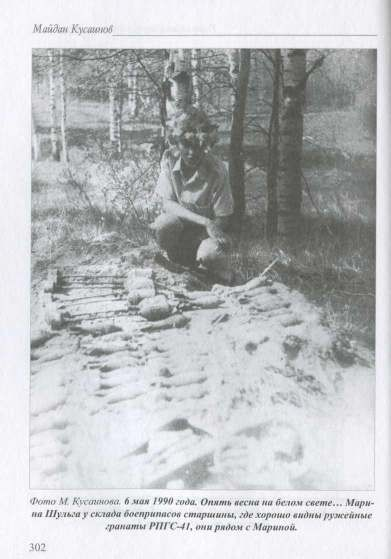 Майдан Кусаинов
Фото М. Кусаинова. 6 мая 1990 года. Опять весна на белом свете... Мари-
на Шульга у склада боеприпасов старшины, где хорошо видны ружейные
гранаты РПГС-41, они рядом с Мариной.
302